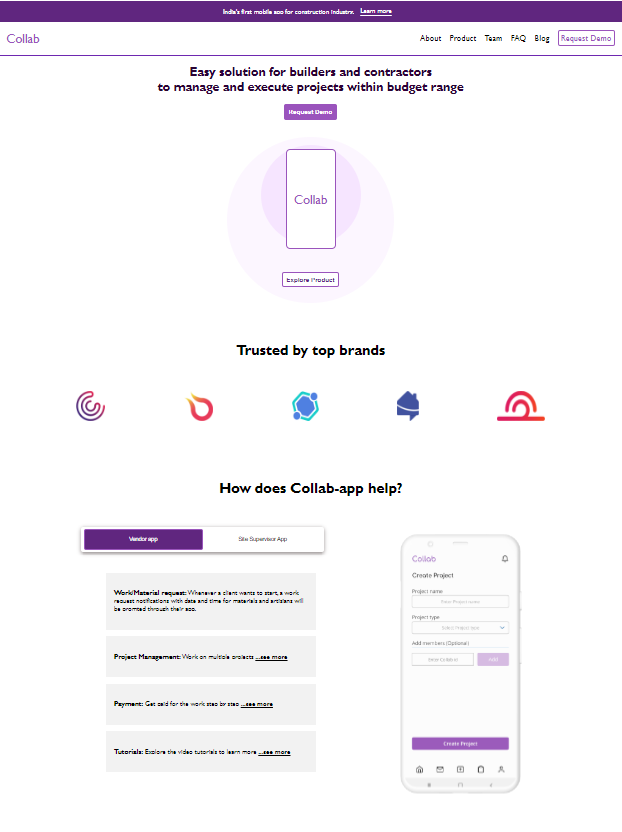 India's first mobile app for construction industry. Learn more
Collab
About Product Team FAQ Blog Request Demo
Easy solution for builders and contractors
to manage and execute projects within budget range
Request Demo
Collab
Explore Product
Trusted by top brands
How does Collab-app help?
Vendor app Site Supervisor App
Work/Material request: Whenever a client wants to start, a work
request notifications with date and time for materials and artisians will
be promted through their app.
Project Management: Work on multiple projects ...see more
Payment: Get paid for the work step by step ...see more
Tutorials: Explore the video tutorials to learn more ...see more
Collab
Create Project
Project name
Enter Project name
Project type
Select Project type
Add members (Optional)
Enter Collab id Add
Create Project